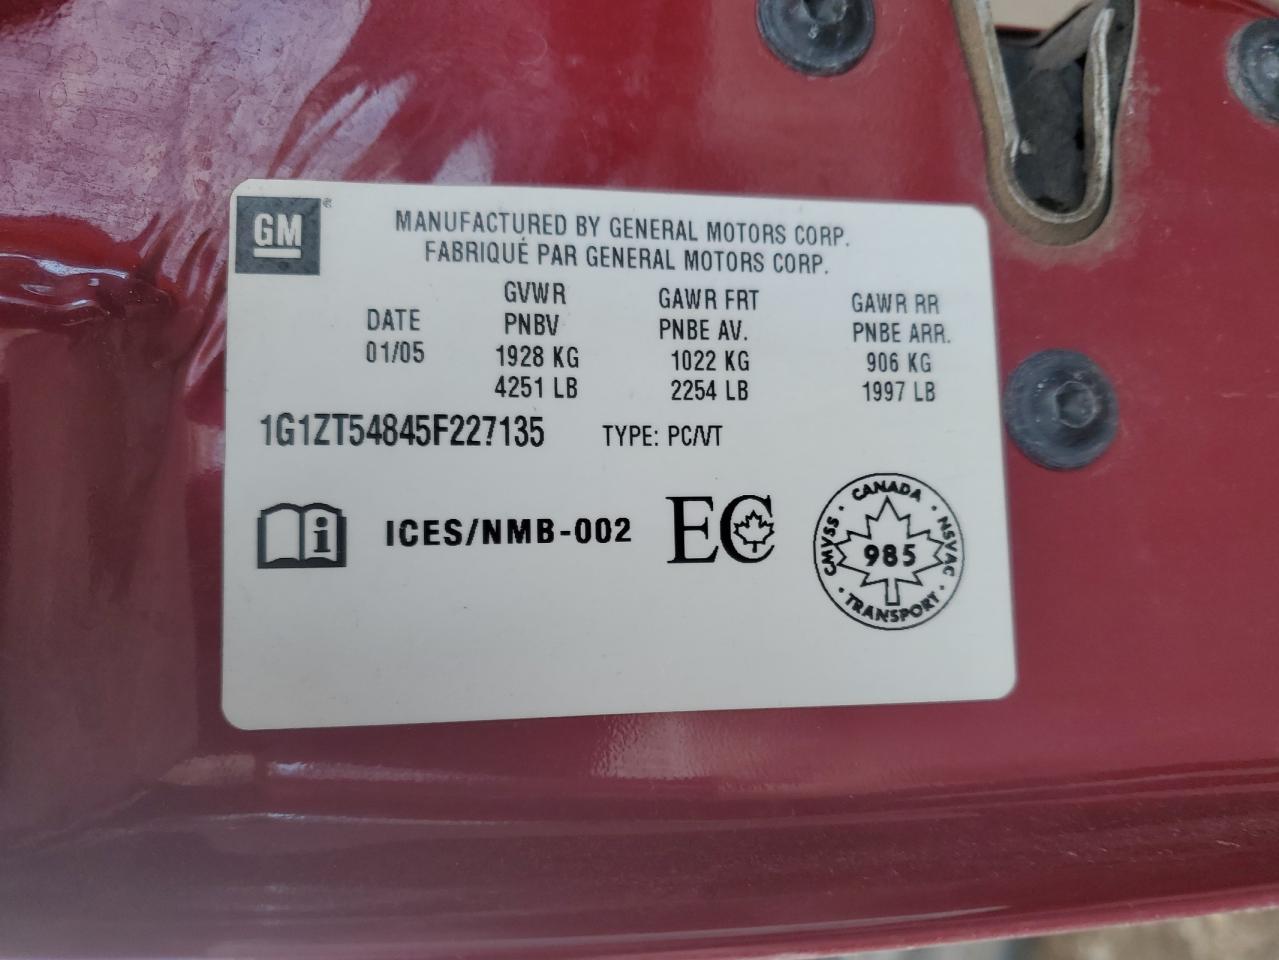 GM®
MANUFACTURED BY GENERAL MOTORS CORP.
FABRIQUÉ PAR GENERAL MOTORS CORP.
GVWR GAWR FRT GAWR RR
DATE PNBV PNBE AV. PNBE ARR.
01/05 1928 KG 1022 KG 906 KG
4251 LB 2254 LB 1997 LB
1G1ZT54845F227135 TYPE: PC/VT
i ICES/NMB-002 EC
CANADA
CMVSS · 985 · NSVAC
TRANSPORT